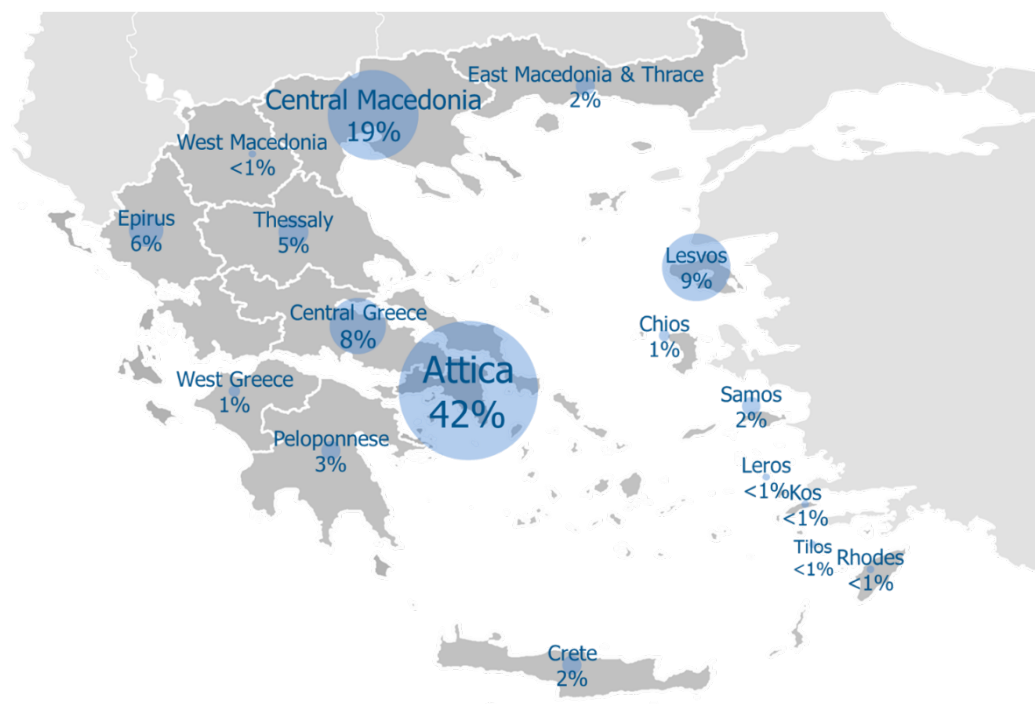 East Macedonia & Thrace
2%
Central Macedonia
19%
West Macedonia
<1%
Epirus
6%
Thessaly
5%
Lesvos
9%
Central Greece
8%
Chios
1%
Attica
42%
West Greece
1%
Samos
2%
Peloponnese
3%
Leros
<1%
Kos
<1%
Tilos
<1%
Rhodes
<1%
Crete
2%